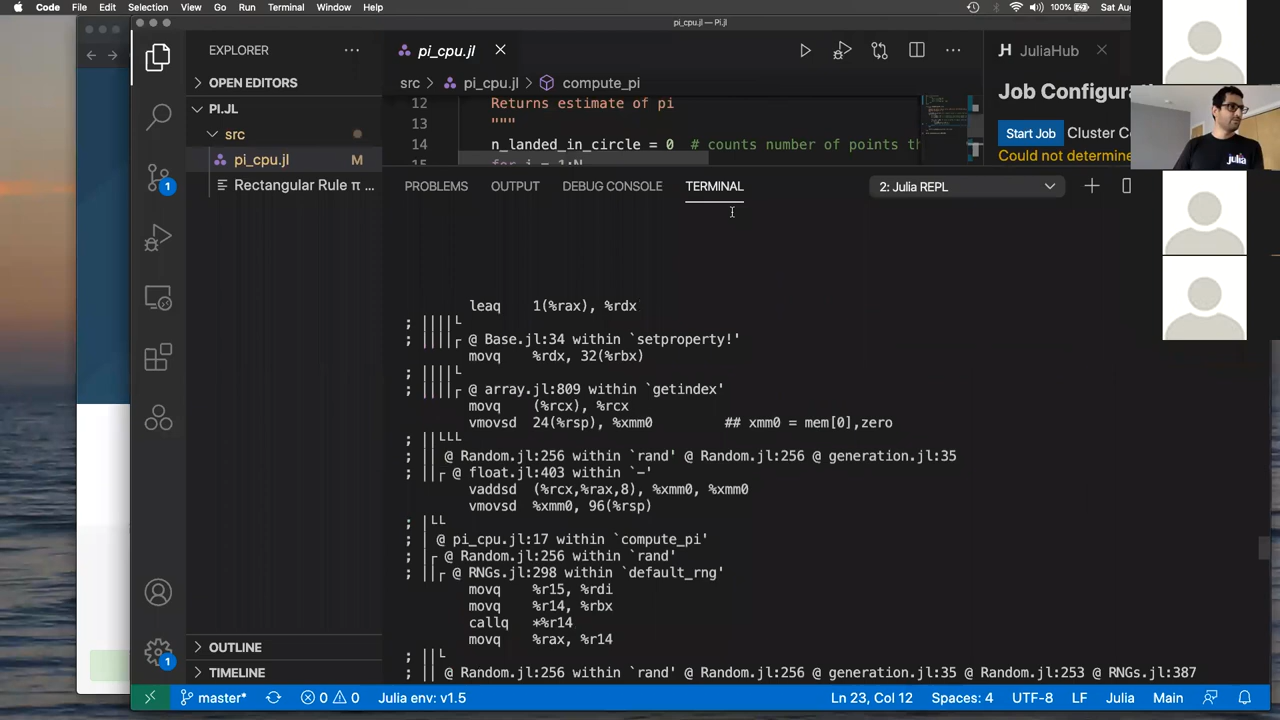 Code File Edit Selection View Go Run Terminal Window Help 100% Sat Aug
pi_cpu.jl — Pi.jl
EXPLORER
pi_cpu.jl
JuliaHub
OPEN EDITORS
src pi_cpu.jl compute_pi
Job Configura
PI.JL
12 Returns estimate of pi
src
13 """
Start Job Cluster Co
14 n_landed_in_circle = 0 # counts number of points th
Could not determine
julia
pi_cpu.jl M
15 for i = 1:N
Rectangular Rule π ...
1
PROBLEMS OUTPUT DEBUG CONSOLE TERMINAL 2: Julia REPL
leaq 1(%rax), %rdx
; ||||└
; ||||┌ @ Base.jl:34 within `setproperty!'
movq %rdx, 32(%rbx)
; ||||└
; ||||┌ @ array.jl:809 within `getindex'
movq (%rcx), %rcx
vmovsd 24(%rsp), %xmm0 ## xmm0 = mem[0],zero
; ||└└└
; || @ Random.jl:256 within `rand' @ Random.jl:256 @ generation.jl:35
; ||┌ @ float.jl:403 within `-'
vaddsd (%rcx,%rax,8), %xmm0, %xmm0
vmovsd %xmm0, 96(%rsp)
; |└└
; | @ pi_cpu.jl:17 within `compute_pi'
; |┌ @ Random.jl:256 within `rand'
; ||┌ @ RNGs.jl:298 within `default_rng'
movq %r15, %rdi
movq %r14, %rbx
callq *%r14
movq %rax, %r14
; ||└
; || @ Random.jl:256 within `rand' @ Random.jl:256 @ generation.jl:35 @ Random.jl:253 @ RNGs.jl:387
OUTLINE
1
TIMELINE
master* 0 0 Julia env: v1.5 Ln 23, Col 12 Spaces: 4 UTF-8 LF Julia Main